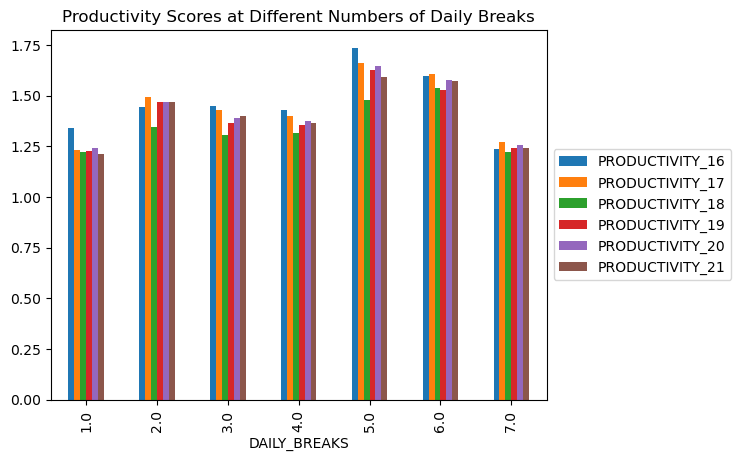 Productivity Scores at Different Numbers of Daily Breaks
1.75
1.50
1.25
1.00
0.75
0.50
0.25
0.00
1.0
2.0
3.0
4.0
5.0
6.0
7.0
DAILY_BREAKS
PRODUCTIVITY_16
PRODUCTIVITY_17
PRODUCTIVITY_18
PRODUCTIVITY_19
PRODUCTIVITY_20
PRODUCTIVITY_21